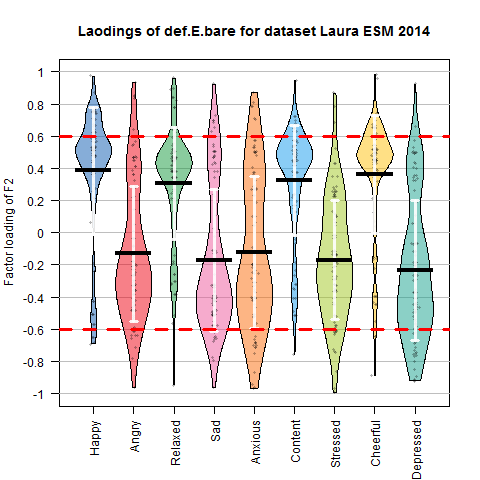 Laodings of def.E.bare for dataset Laura ESM 2014
Factor loading of F2
1
0.8
0.6
0.4
0.2
0
-0.2
-0.4
-0.6
-0.8
-1
Happy
Angry
Relaxed
Sad
Anxious
Content
Stressed
Cheerful
Depressed